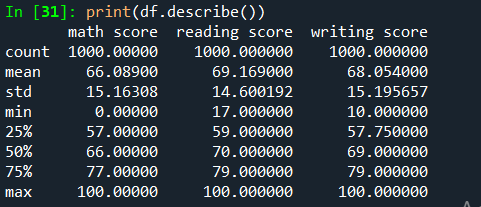 In [31]: print(df.describe())
math score reading score writing score
count 1000.00000 1000.000000 1000.000000
mean 66.08900 69.169000 68.054000
std 15.16308 14.600192 15.195657
min 0.00000 17.000000 10.000000
25% 57.00000 59.000000 57.750000
50% 66.00000 70.000000 69.000000
75% 77.00000 79.000000 79.000000
max 100.00000 100.000000 100.000000